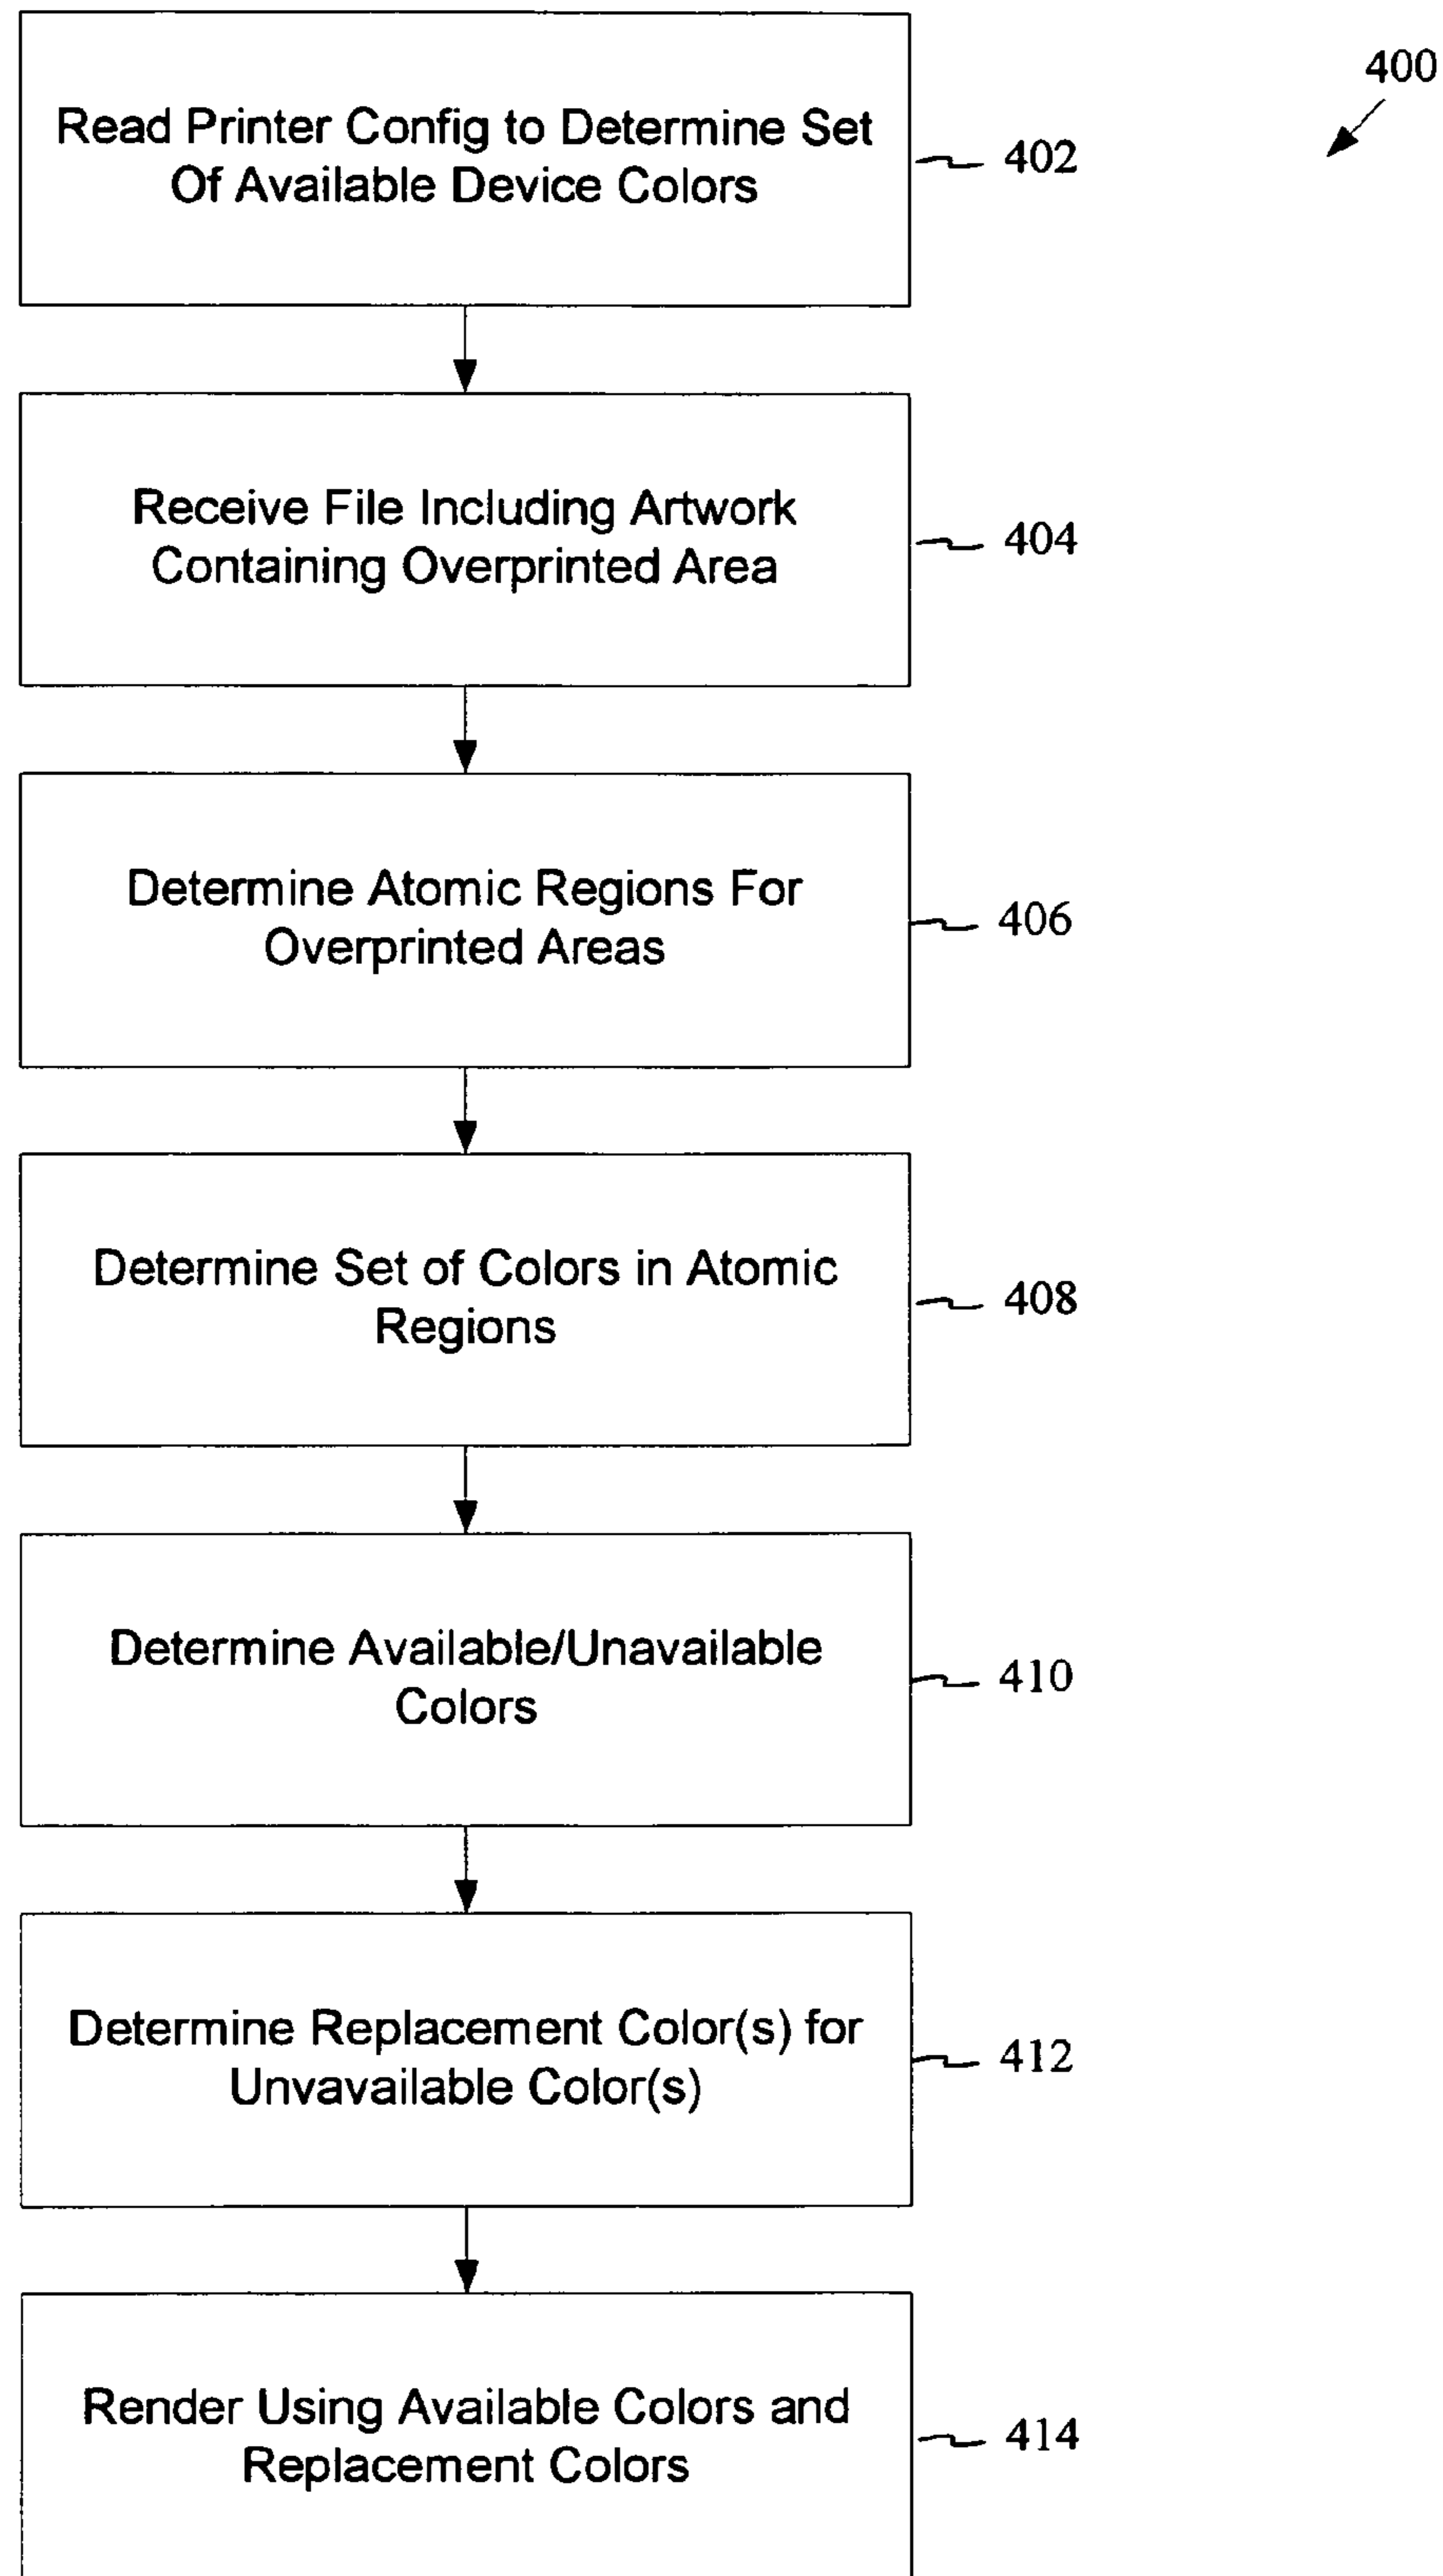 400
Read Printer Config to Determine Set
Of Available Device Colors
402
Receive File Including Artwork
Containing Overprinted Area
404
Determine Atomic Regions For
Overprinted Areas
406
Determine Set of Colors in Atomic
Regions
408
Determine Available/Unavailable
Colors
410
Determine Replacement Color(s) for
Unvavailable Color(s)
412
Render Using Available Colors and
Replacement Colors
414